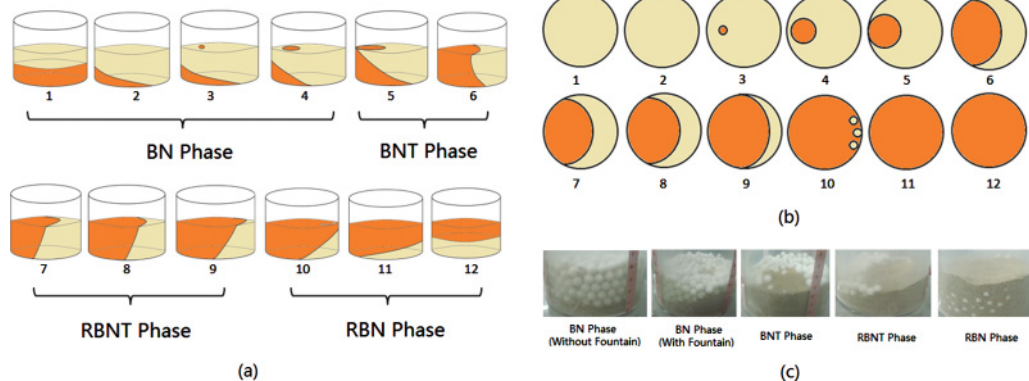 1 2 3 4 5 6
BN Phase BNT Phase
7 8 9 10 11 12
RBNT Phase RBN Phase
(a)
1 2 3 4 5 6
7 8 9 10 11 12
(b)
BN Phase
(Without Fountain)
BN Phase
(With Fountain)
BNT Phase
RBNT Phase
RBN Phase
(c)